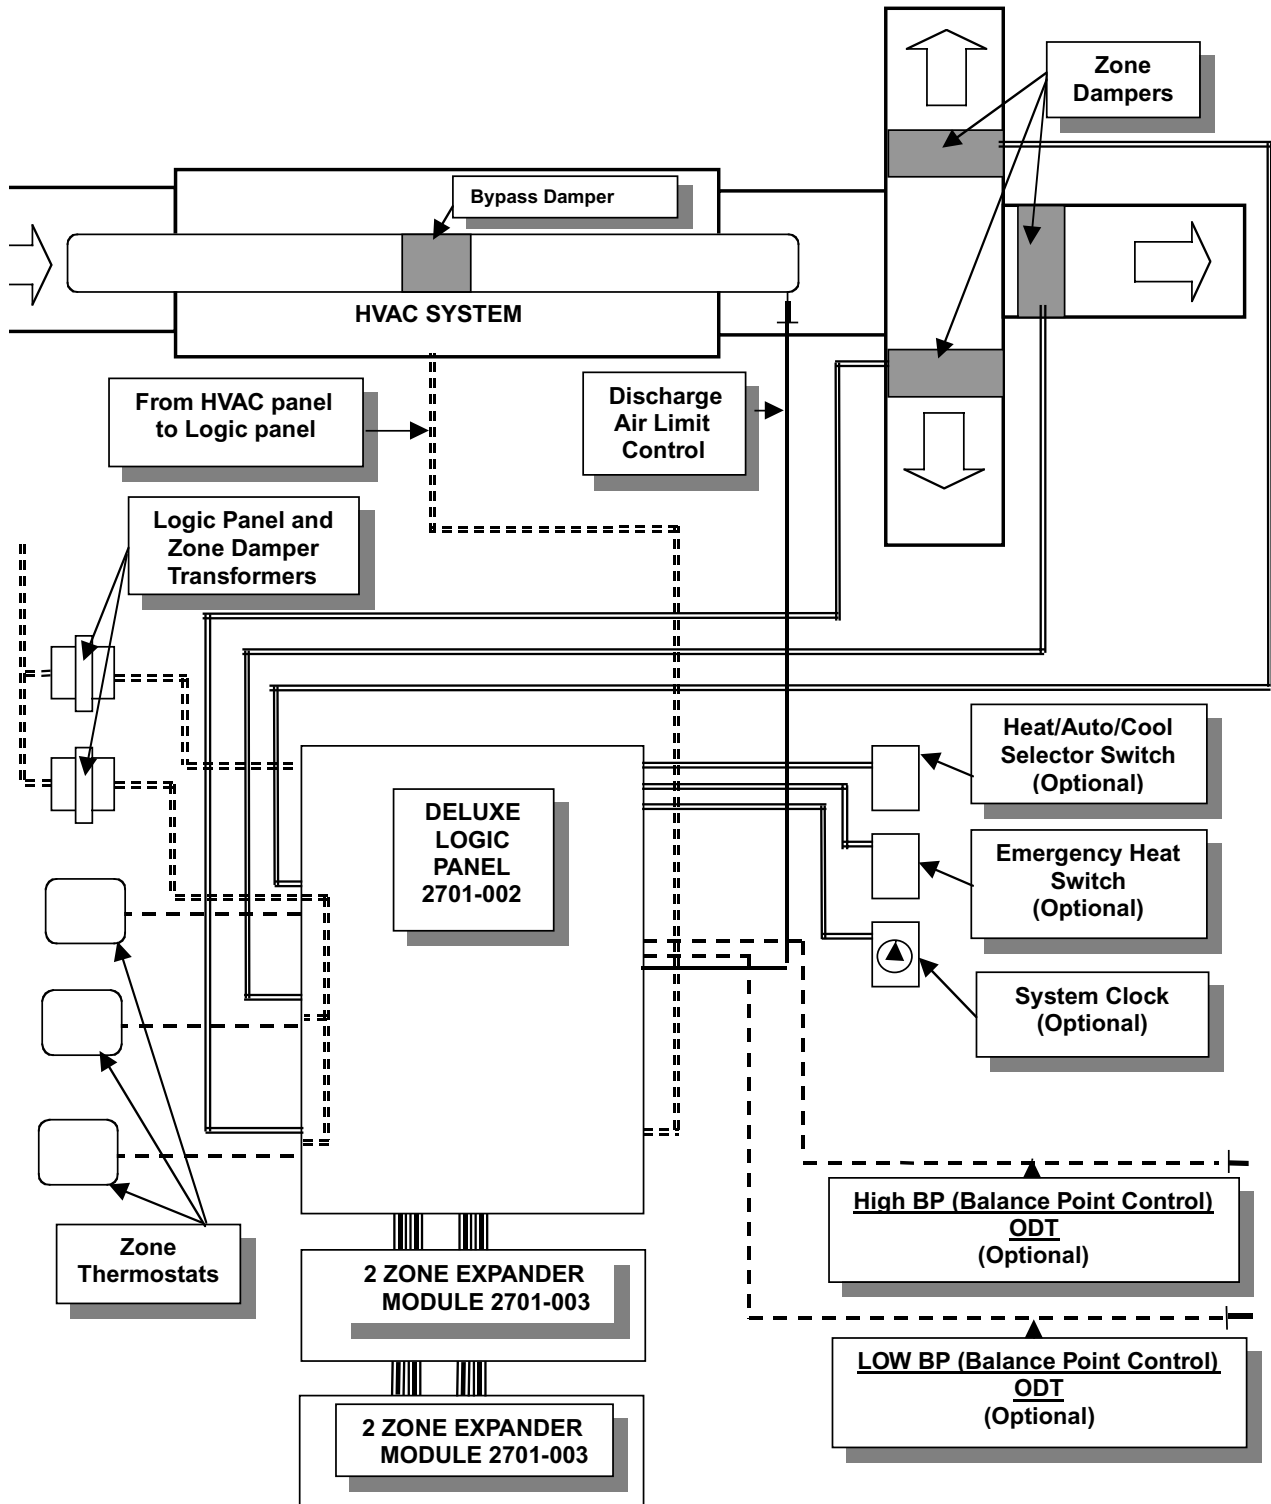 Zone
Dampers
Bypass Damper
HVAC SYSTEM
From HVAC panel
to Logic panel
Discharge
Air Limit
Control
Logic Panel and
Zone Damper
Transformers
Heat/Auto/Cool
Selector Switch
(Optional)
DELUXE
LOGIC
PANEL
2701-002
Emergency Heat
Switch
(Optional)
System Clock
(Optional)
Zone
Thermostats
High BP (Balance Point Control)
ODT
(Optional)
2 ZONE EXPANDER
MODULE 2701-003
LOW BP (Balance Point Control)
ODT
(Optional)
2 ZONE EXPANDER
MODULE 2701-003